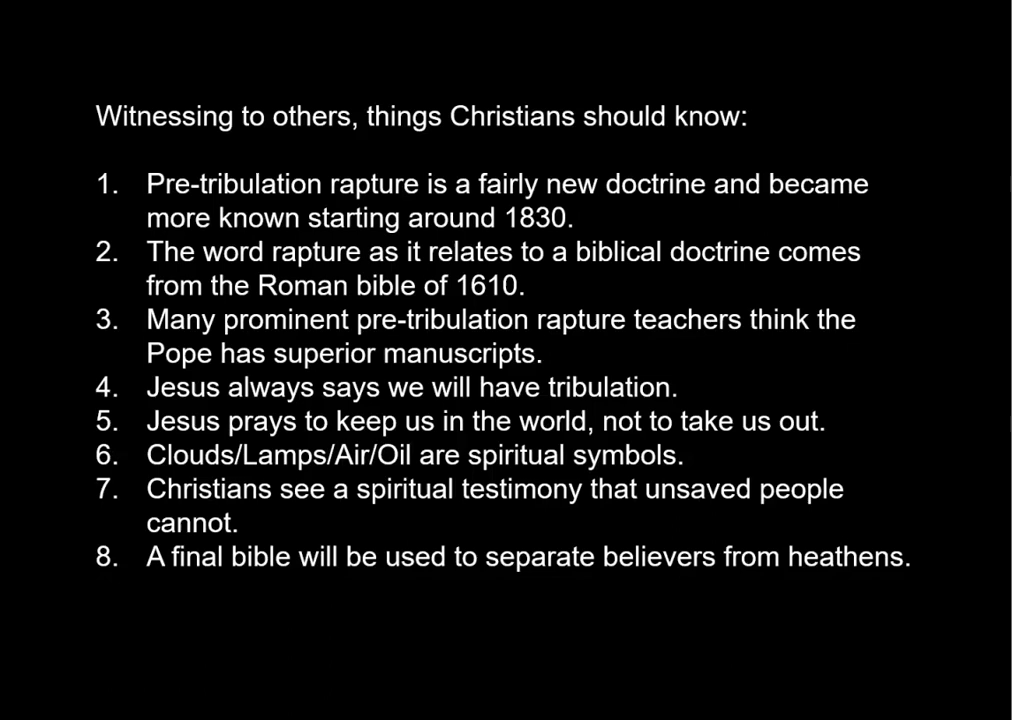 Witnessing to others, things Christians should know:
1. Pre-tribulation rapture is a fairly new doctrine and became
more known starting around 1830.
2. The word rapture as it relates to a biblical doctrine comes
from the Roman bible of 1610.
3. Many prominent pre-tribulation rapture teachers think the
Pope has superior manuscripts.
4. Jesus always says we will have tribulation.
5. Jesus prays to keep us in the world, not to take us out.
6. Clouds/Lamps/Air/Oil are spiritual symbols.
7. Christians see a spiritual testimony that unsaved people
cannot.
8. A final bible will be used to separate believers from heathens.